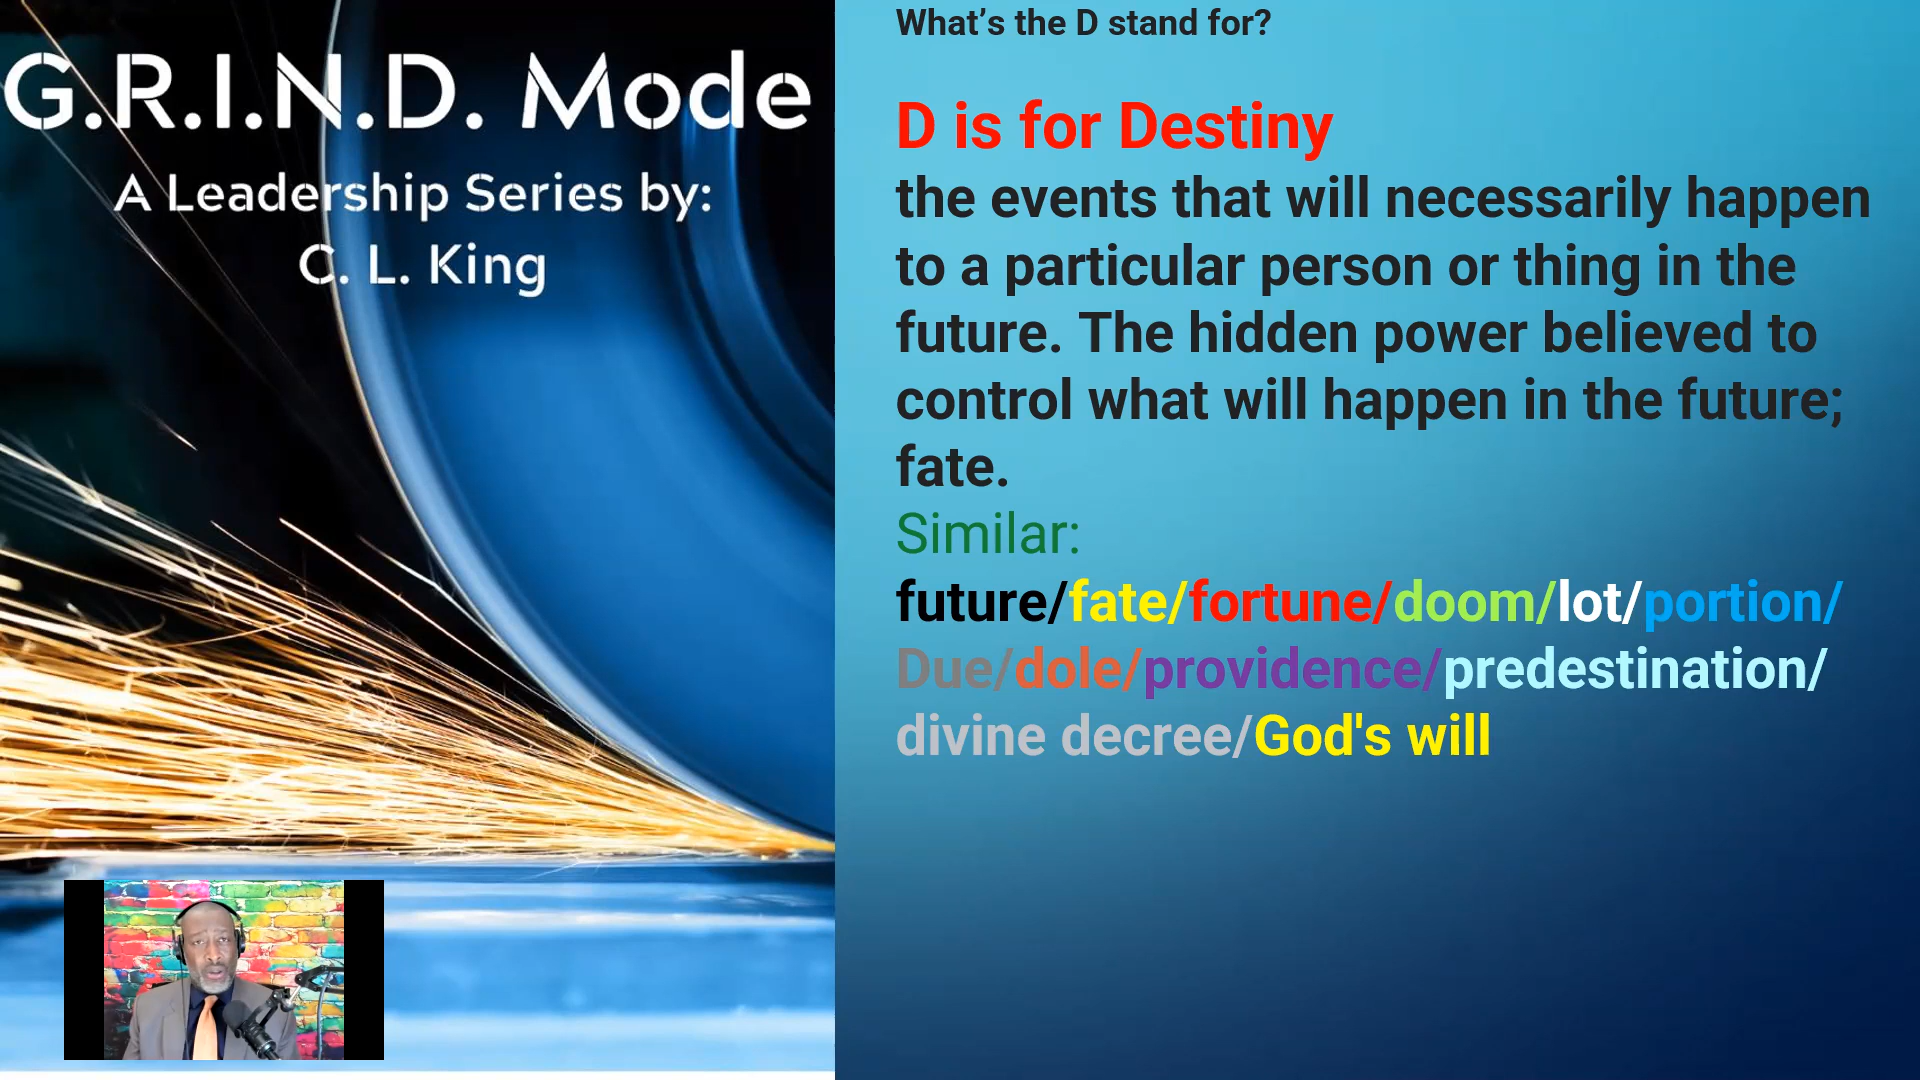 G.R.I.N.D. Mode
A Leadership Series by:
C. L. King
What’s the D stand for?
D is for Destiny
the events that will necessarily happen
to a particular person or thing in the
future. The hidden power believed to
control what will happen in the future;
fate.
Similar:
future/fate/fortune/doom/lot/portion/
Due/dole/providence/predestination/
divine decree/God's will